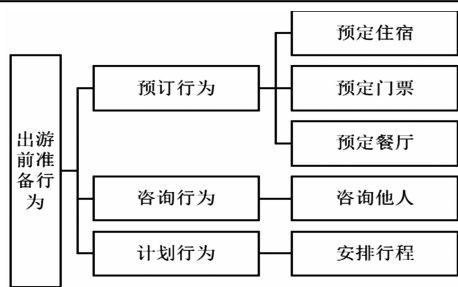 出游
前准
备行
为
预订行为
预定住宿
预定门票
预定餐厅
咨询行为
咨询他人
计划行为
安排行程